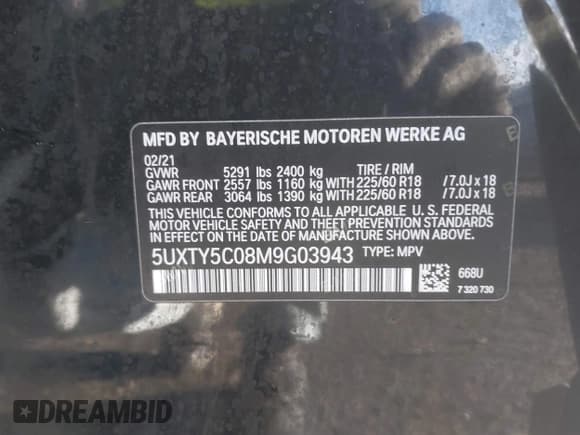 MFD BY BAYERISCHE MOTOREN WERKE AG
02/21
GVWR 5291 lbs 2400 kg TIRE / RIM
GAWR FRONT 2557 lbs 1160 kg WITH 225/60 R18 / 7.0J x 18
GAWR REAR 3064 lbs 1390 kg WITH 225/60 R18 / 7.0J x 18
THIS VEHICLE CONFORMS TO ALL APPLICABLE U. S. FEDERAL
MOTOR VEHICLE SAFETY, BUMPER, AND THEFT PREVENTION
STANDARDS IN EFFECT ON THE DATE OF MANUFACTURE SHOWN ABOVE.
5UXTY5C08M9G03943 TYPE: MPV
668U
7 320 730
DREAMBID